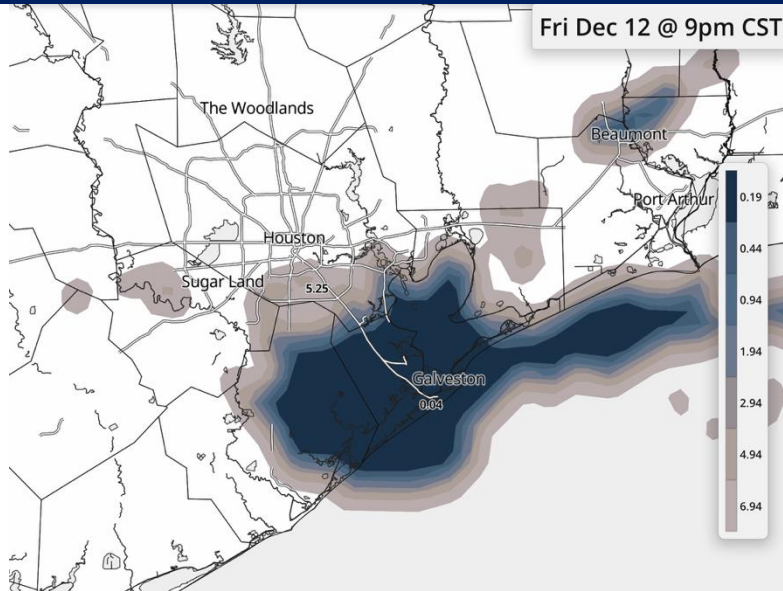 Fri Dec 12 @ 9pm CST
The Woodlands
Beaumont
Port Arthur
Houston
Sugar Land
5.25
Galveston
0.04
0.19
0.44
0.94
1.94
2.94
4.94
6.94